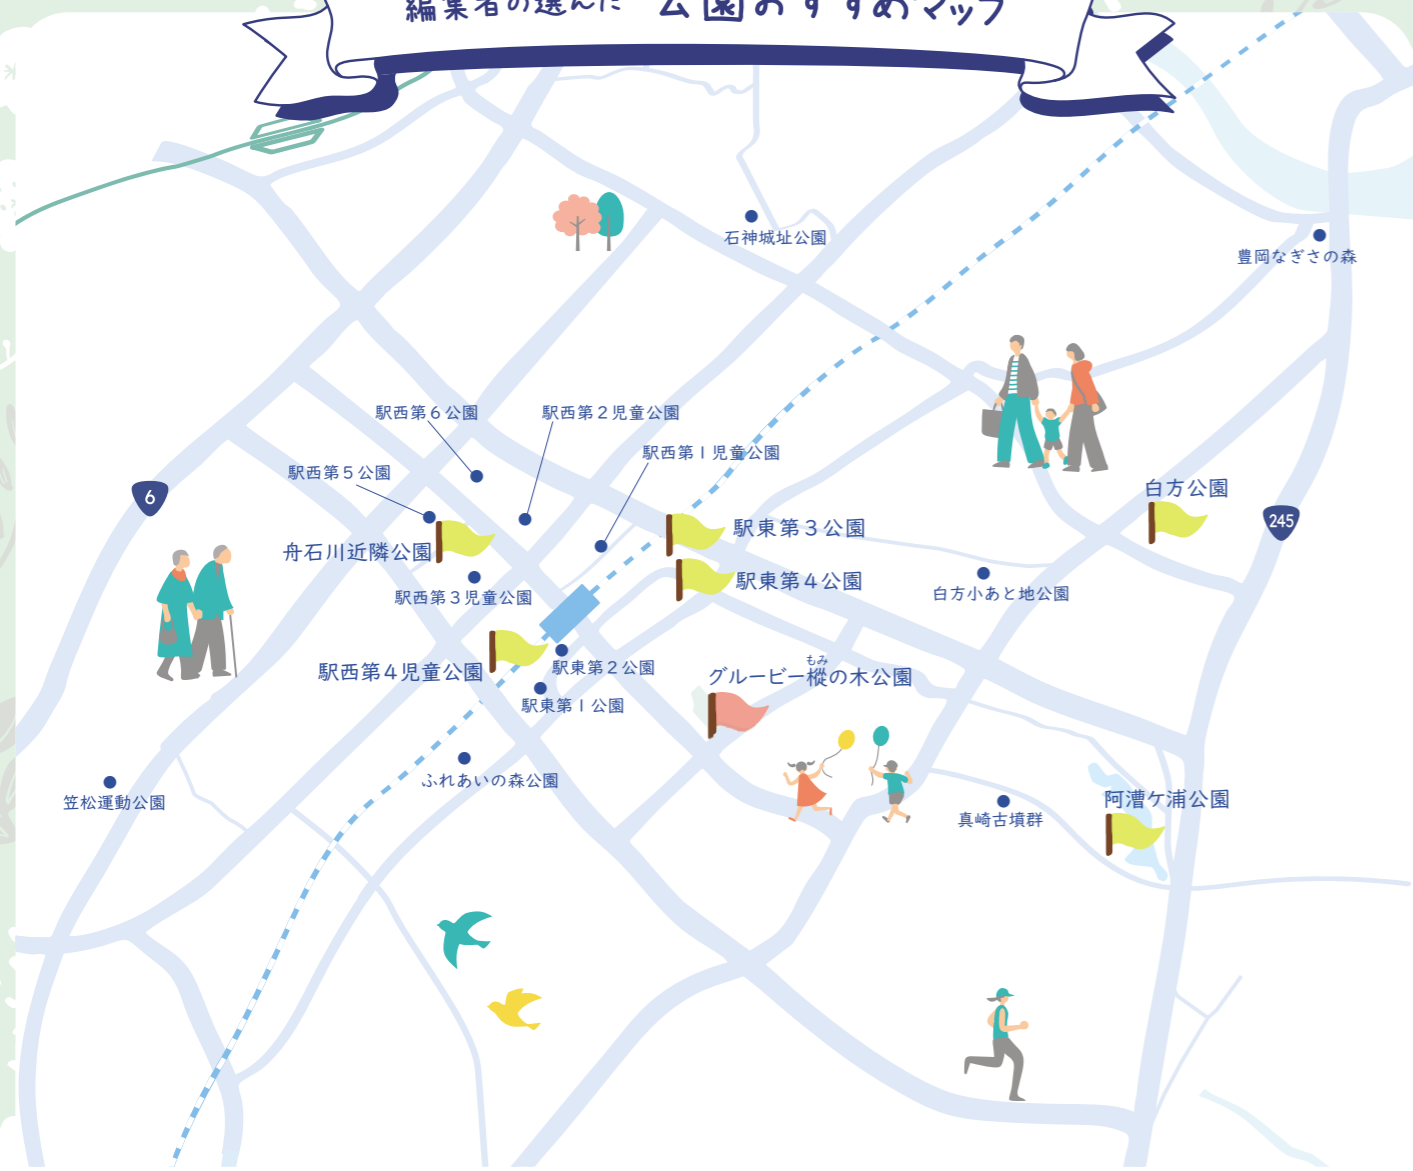 編集者の選んだ 公園おすすめマップ
石神城址公園
豊岡なぎさの森
駅西第6公園
駅西第2児童公園
駅西第1児童公園
駅西第5公園
6
白方公園
245
駅東第3公園
舟石川近隣公園
駅東第4公園
白方小あと地公園
駅西第3児童公園
もみ
駅西第4児童公園
駅東第2公園
グルービー樅の木公園
駅東第1公園
ふれあいの森公園
笠松運動公園
阿漕ケ浦公園
真崎古墳群